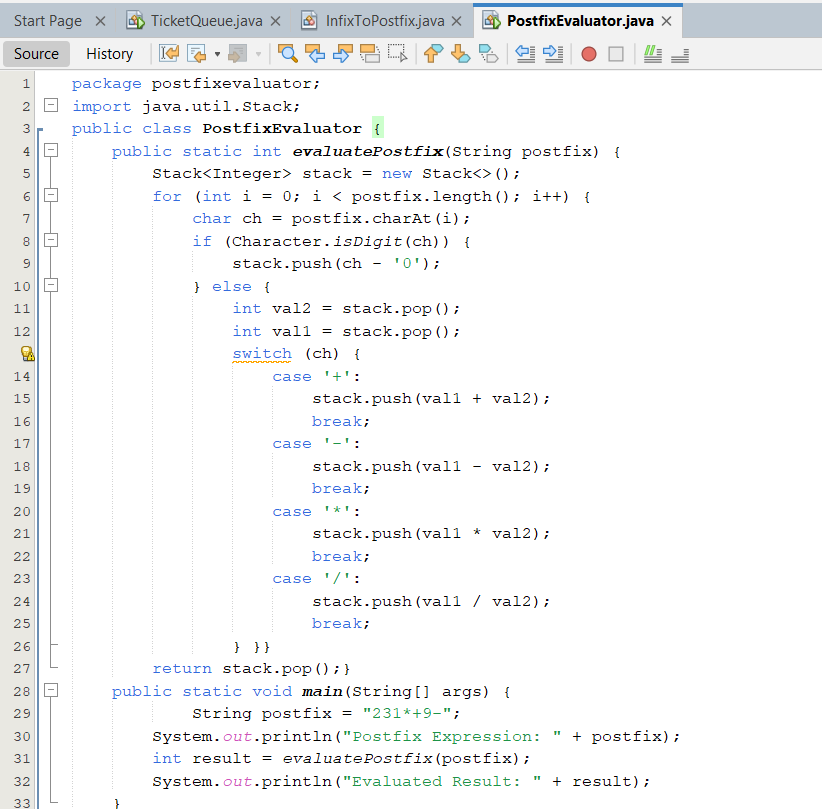 Start Page TicketQueue.java InfixToPostfix.java PostfixEvaluator.java
Source History
1 package postfixevaluator;
2 import java.util.Stack;
3 public class PostfixEvaluator {
4     public static int evaluatePostfix(String postfix) {
5         Stack<Integer> stack = new Stack<>();
6         for (int i = 0; i < postfix.length(); i++) {
7             char ch = postfix.charAt(i);
8             if (Character.isDigit(ch)) {
9                 stack.push(ch - '0');
10             } else {
11                 int val2 = stack.pop();
12                 int val1 = stack.pop();
                switch (ch) {
14                     case '+':
15                         stack.push(val1 + val2);
16                         break;
17                     case '-':
18                         stack.push(val1 - val2);
19                         break;
20                     case '*':
21                         stack.push(val1 * val2);
22                         break;
23                     case '/':
24                         stack.push(val1 / val2);
25                         break;
26                 } }}
27         return stack.pop();}
28     public static void main(String[] args) {
29             String postfix = "231*+9-";
30         System.out.println("Postfix Expression: " + postfix);
31         int result = evaluatePostfix(postfix);
32         System.out.println("Evaluated Result: " + result);
33     }